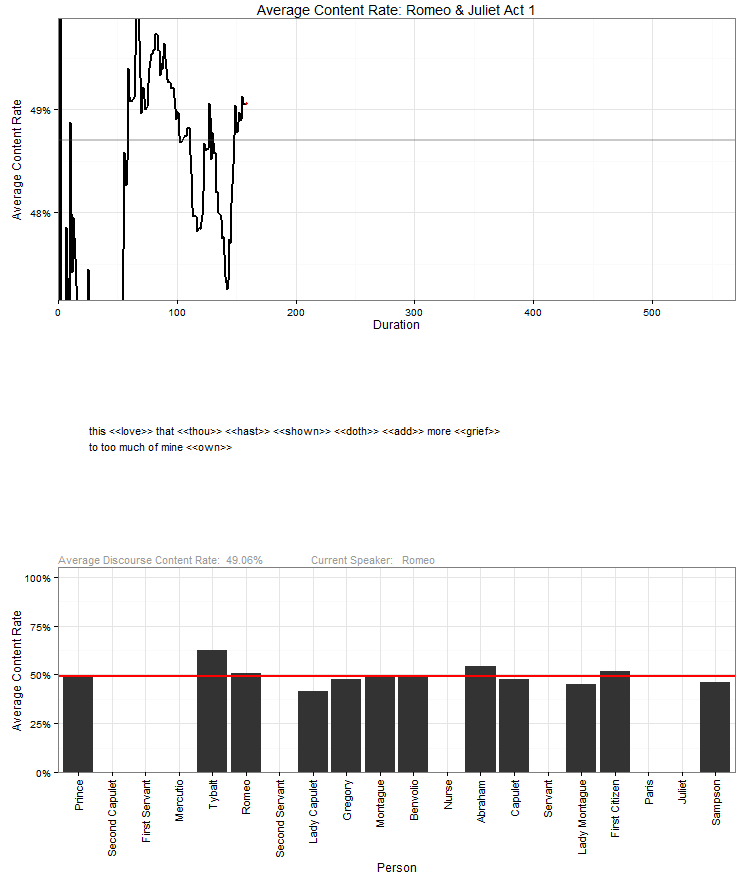 Average Content Rate: Romeo & Juliet Act 1
Average Content Rate
49%
48%
0
100
200
300
400
500
Duration
this <<love>> that <<thou>> <<hast>> <<shown>> <<doth>> <<add>> more <<grief>>
to too much of mine <<own>>
Average Discourse Content Rate: 49.06%
Current Speaker: Romeo
Average Content Rate
100%
75%
50%
25%
0%
Prince
Second Capulet
First Servant
Mercutio
Tybalt
Romeo
Second Servant
Lady Capulet
Gregory
Montague
Benvolio
Nurse
Abraham
Capulet
Servant
Lady Montague
First Citizen
Paris
Juliet
Sampson
Person